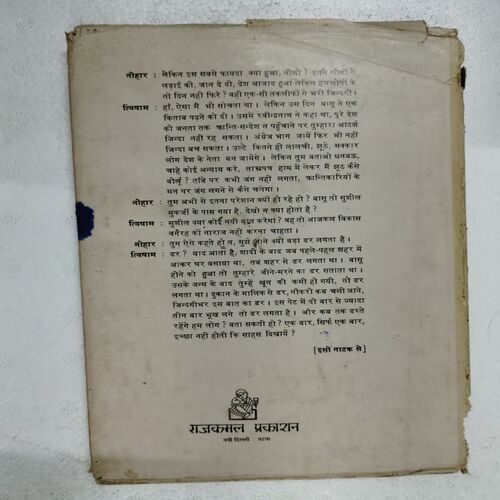 नीहार : लेकिन इस सबसे फायदा क्या हुआ, बोलो ? इतने लोगों ने
लड़ाई की, जान दे दी, देश आजाद हुआ लेकिन हमलोगों के
तो दिन नहीं फिरे ? वही एक-सी तकलीफों से भरी जिन्दगी।
त्विषाम : हाँ, ऐसा मैं भी सोचता था । लेकिन उस दिन बासू ने एक
किताब पढ़ने को दी । उसमें रवीन्द्रनाथ ने कहा था, पूरे देश
की जनता तक क्रान्ति-सन्देश न पहुँचाने पर तुम्हारा आदर्श
जिन्दा नहीं रह सकता । अंग्रेज भाग जायें फिर भी नहीं
जिन्दा बच सकता । उल्टे कितने ही लालची, झूठे, मक्कार
लोग देश के नेता बन जायेंगे । लेकिन तुम बताओ घनबऊ,
चाहे कोई अन्याय करे, ताम्रपत्र हाथ में लेकर मैं झूठ कैसे
बोलूँ ? ताँबे पर कभी जंग नहीं लगता, क्रान्तिकारियों के
मन पर जंग लगने से कैसे चलेगा ।
नीहार : तुम अभी से इतना परेशान क्यों हो रहे हो ? बासू तो सुशील
मुकर्जी के पास गया है, देखो न क्या होता है ?
त्विषाम : सुशील क्या कोई नयी बात करेगा ? वह तो आजकल विकास
बगैरह को नाराज नहीं करना चाहता ।
नीहार : तुम ऐसे कहते हो न, मुझे जाने क्यों बड़ा डर लगता है ।
त्विषाम : डर ? याद आता है, शादी के बाद जब पहले-पहल शहर में
आकर घर बसाया था, तब शहर से डर लगता था । बासू
होने को हुआ तो तुम्हारे जीने-मरने का डर सताता था ।
उसके जन्म के बाद तुम्हें खून की कमी हो गयी, तो डर
लगता था । दुकान के मालिक से डर, नौकरी कब चली जाये,
जिन्दगीभर इस बात का डर । इस पेट में दो बार से ज्यादा
तीन बार भूख लगे तो डर लगता है । और कब तक डरते
रहेंगे हम लोग ? बता सकती हो ? एक बार, सिर्फ एक बार,
इच्छा नहीं होती कि साहस दिखायें ?
[इसी नाटक से]
राजकमल प्रकाशन
नयी दिल्ली पटना